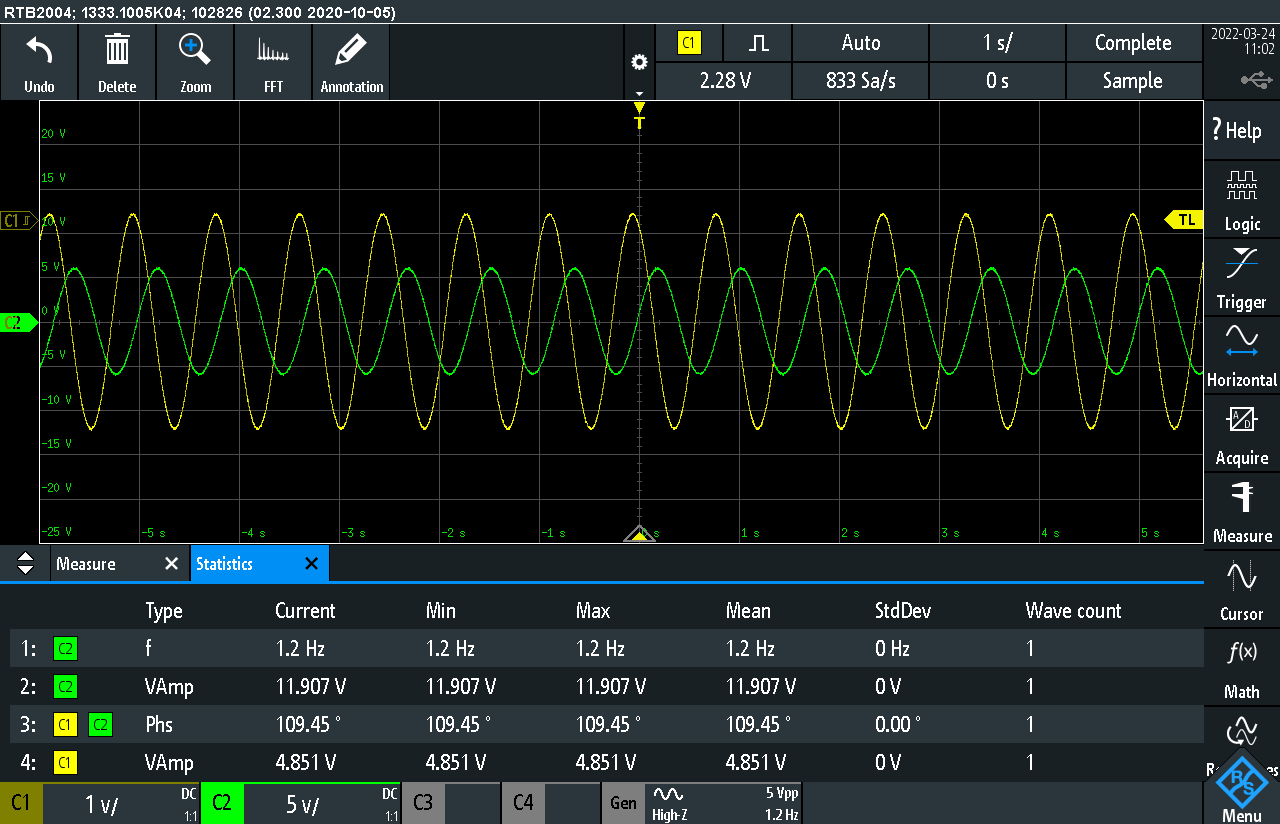 RTB2004; 1333.1005K04; 102826 (02.300 2020-10-05)
Undo Delete Zoom FFT Annotation
C1 Auto 1 s/ Complete
2.28 V 833 Sa/s 0 s Sample
2022-03-24
11:02
? Help
Logic
Trigger
Horizontal
Acquire
Measure
Cursor
Math
Menu
T
20 V
15 V
C1 10 V TL
5 V
C2 0 V
-5 V
-10 V
-15 V
-20 V
-25 V
-5 s -4 s -3 s -2 s -1 s 0 s 1 s 2 s 3 s 4 s 5 s
Measure Statistics
Type Current Min Max Mean StdDev Wave count
1: C2 f 1.2 Hz 1.2 Hz 1.2 Hz 1.2 Hz 0 Hz 1
2: C2 VAmp 11.907 V 11.907 V 11.907 V 11.907 V 0 V 1
3: C1 C2 Phs 109.45 ° 109.45 ° 109.45 ° 109.45 ° 0.00 ° 1
4: C1 VAmp 4.851 V 4.851 V 4.851 V 4.851 V 0 V 1
C1 1 V/ DC 1:1 C2 5 V/ DC 1:1 C3 C4 Gen High-Z 5 Vpp 1.2 Hz
f(x)
R&S